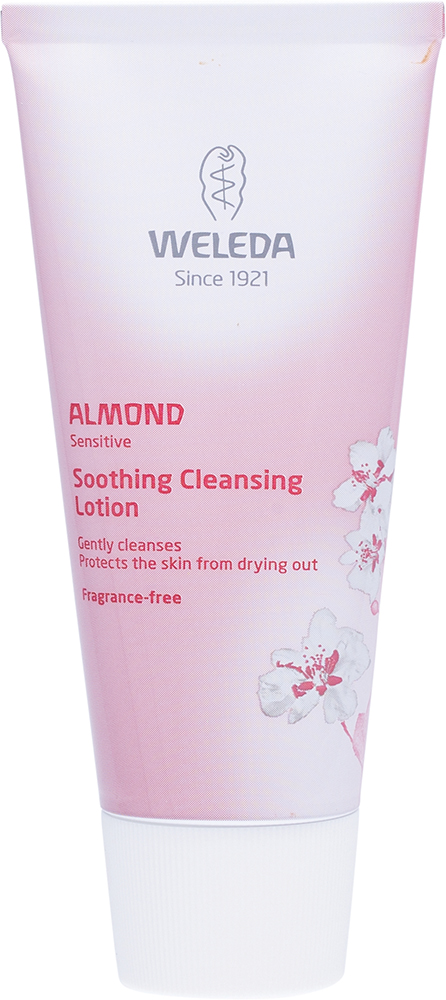 WELEDA
Since 1921
ALMOND
Sensitive
Soothing Cleansing
Lotion
Gently cleanses
Protects the skin from drying out
Fragrance-free